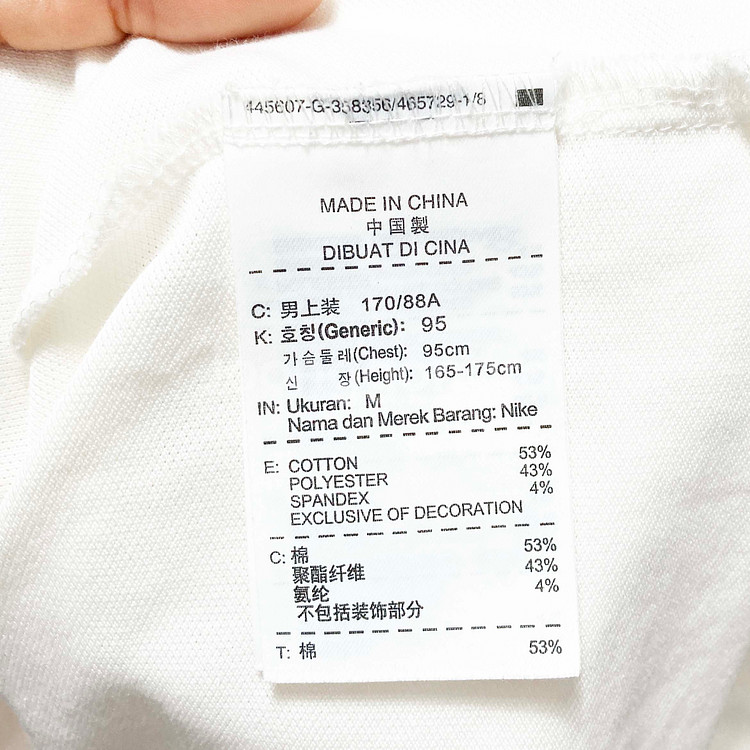 445607-G-358356/465729-1/8
MADE IN CHINA
中国製
DIBUAT DI CINA
C: 男上装 170/88A
K: 호칭(Generic): 95
가슴둘레(Chest): 95cm
신 장(Height): 165-175cm
IN: Ukuran: M
Nama dan Merek Barang: Nike
E: COTTON 53%
POLYESTER 43%
SPANDEX 4%
EXCLUSIVE OF DECORATION
C: 棉 53%
聚酯纤维 43%
氨纶 4%
不包括装饰部分
T: 棉 53%